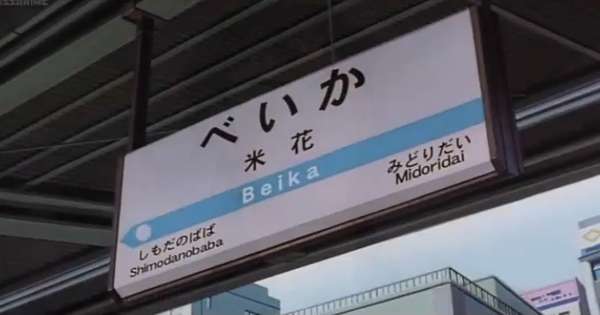 べいか
米花
Beika
みどりだい
Midoridai
しもだのばば
Shimodanobaba